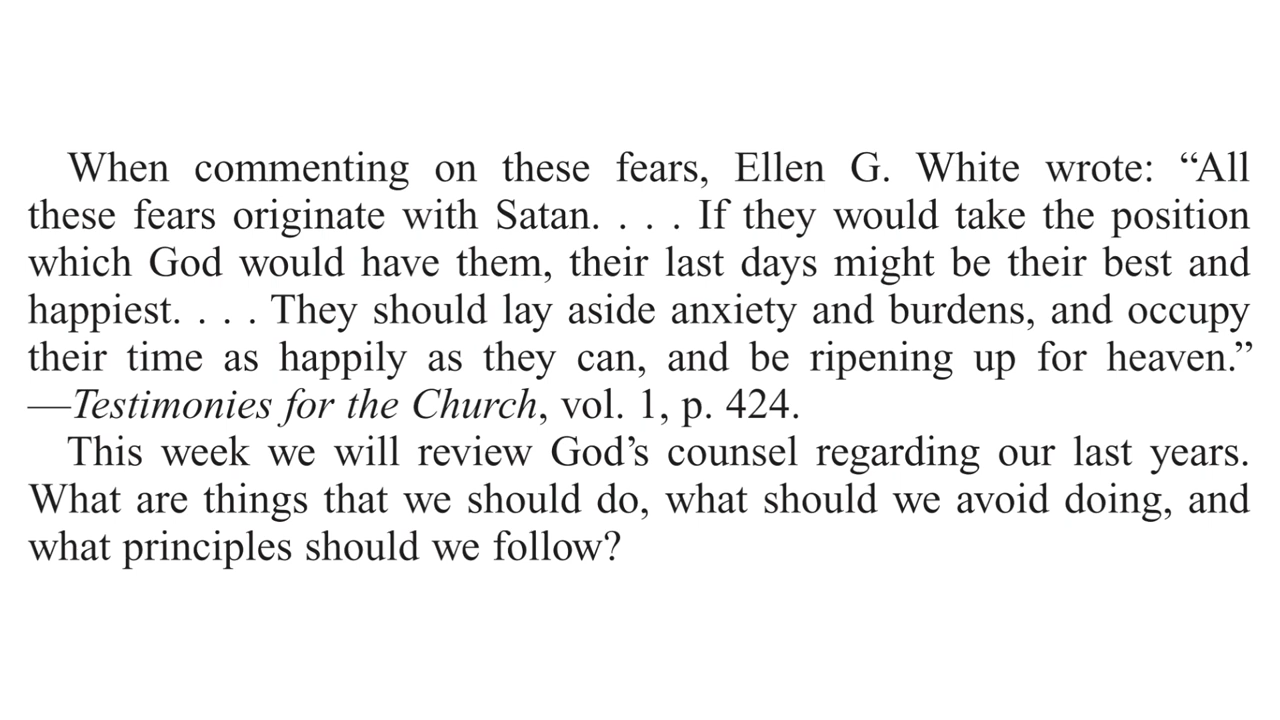 When commenting on these fears, Ellen G. White wrote: “All
these fears originate with Satan. . . . If they would take the position
which God would have them, their last days might be their best and
happiest. . . . They should lay aside anxiety and burdens, and occupy
their time as happily as they can, and be ripening up for heaven.”
—Testimonies for the Church, vol. 1, p. 424.
This week we will review God’s counsel regarding our last years.
What are things that we should do, what should we avoid doing, and
what principles should we follow?